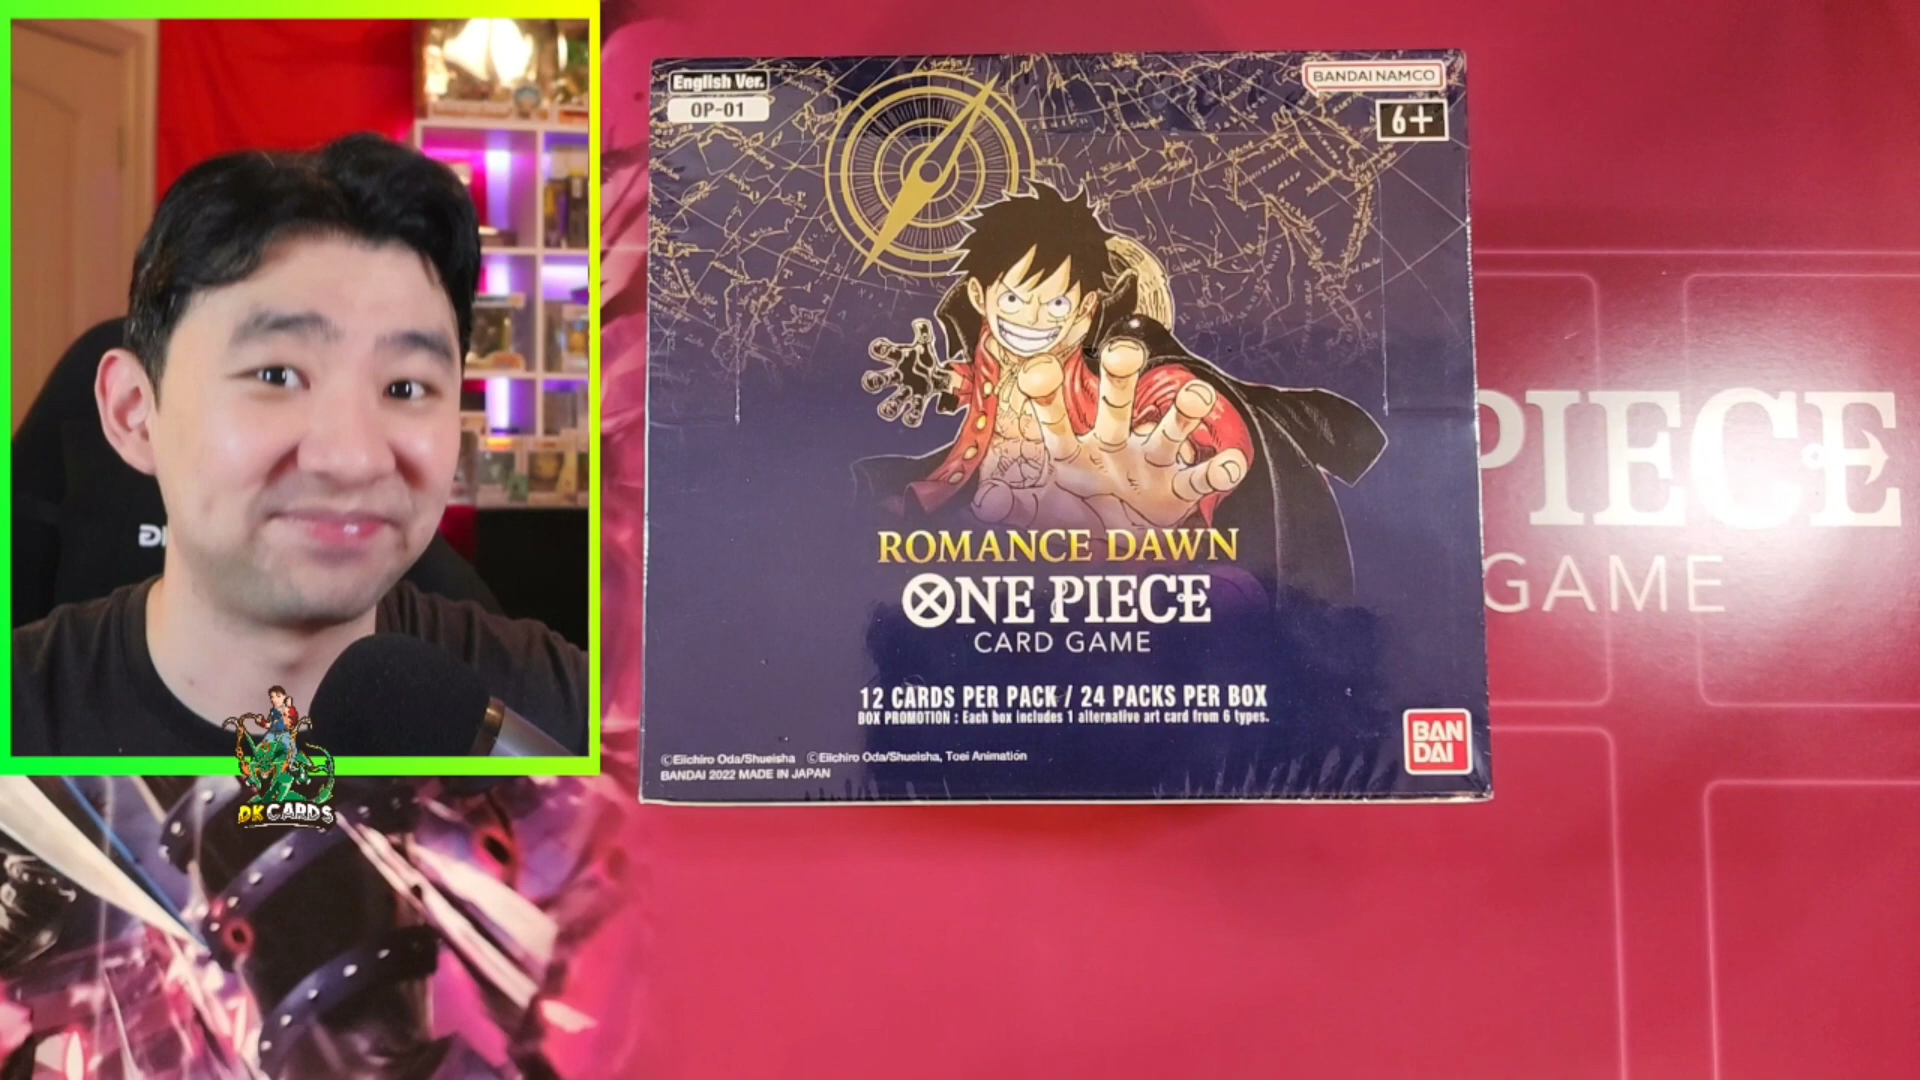 English Ver.
OP-01
BANDAI NAMCO
6+
ROMANCE DAWN
ONE PIECE
CARD GAME
12 CARDS PER PACK / 24 PACKS PER BOX
BOX PROMOTION : Each box includes 1 alternative art card from 6 types.
©Eiichiro Oda/Shueisha ©Eiichiro Oda/Shueisha, Toei Animation
BANDAI 2022 MADE IN JAPAN
BAN
DAI
PIECE
GAME
DK CARDS